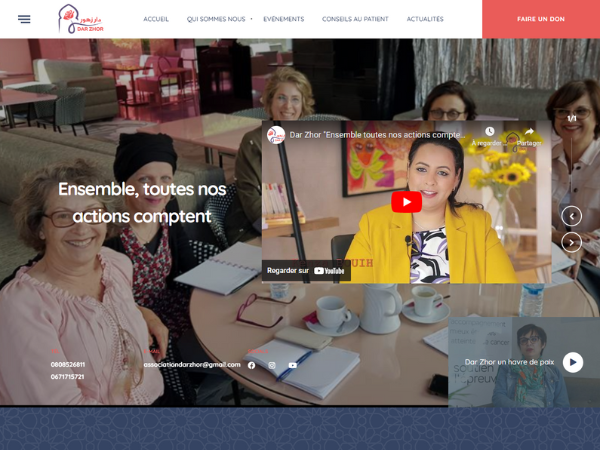 دار زهور
DAR ZHOR
ACCUEIL
QUI SOMMES NOUS
EVÉNEMENTS
CONSEILS AU PATIENT
ACTUALITÉS
FAIRE UN DON
1/1
Dar Zhor "Ensemble toutes nos actions compte...
À regarder ...
Partager
Ensemble, toutes nos
actions comptent
UIH
Regarder sur YouTube
0808526811
associationdarzhor@gmail.com
0671715721
Dar Zhor un havre de paix